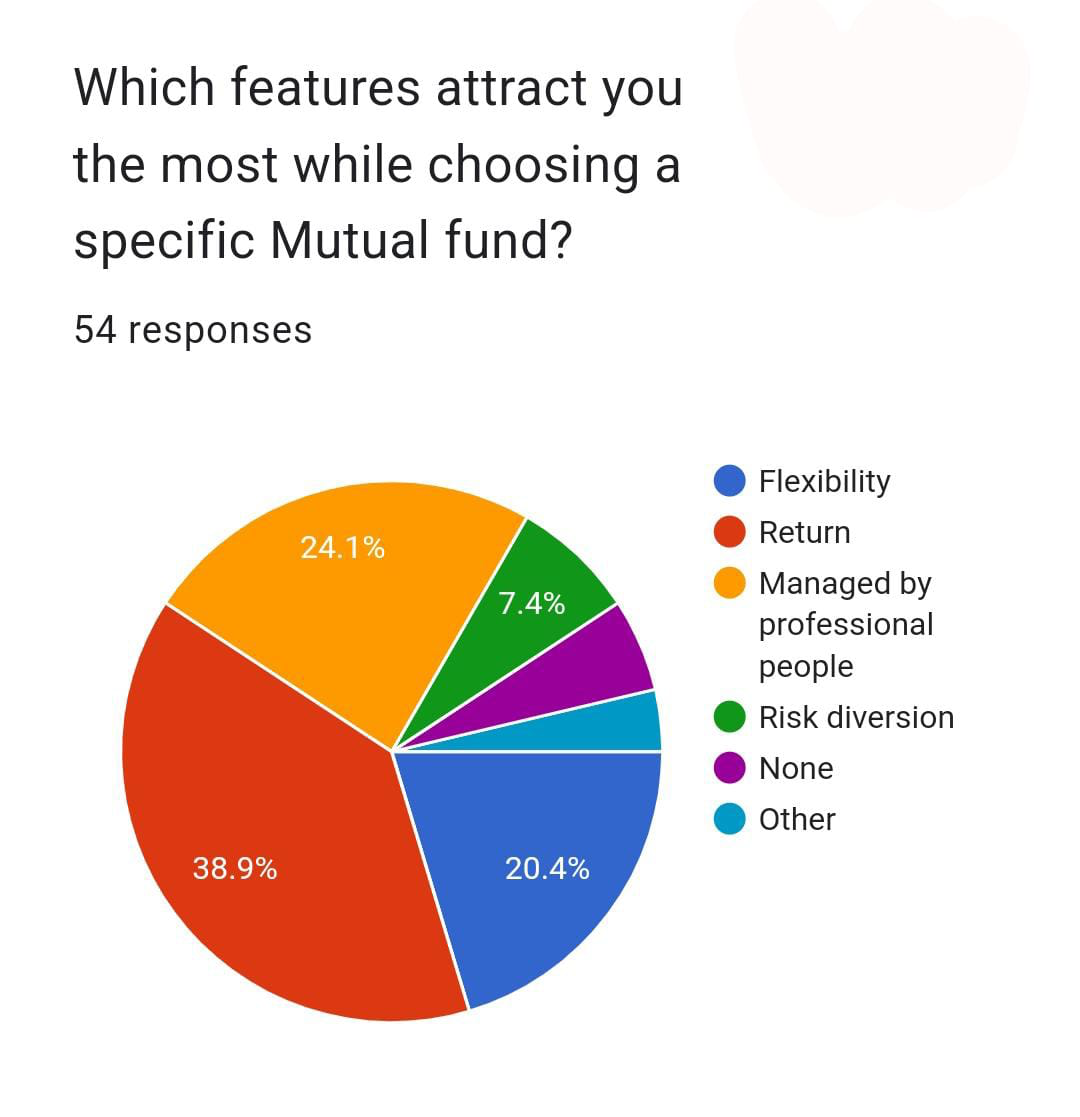 Which features attract you
the most while choosing a
specific Mutual fund?
54 responses
24.1%
7.4%
38.9%
20.4%
Flexibility
Return
Managed by
professional
people
Risk diversion
None
Other